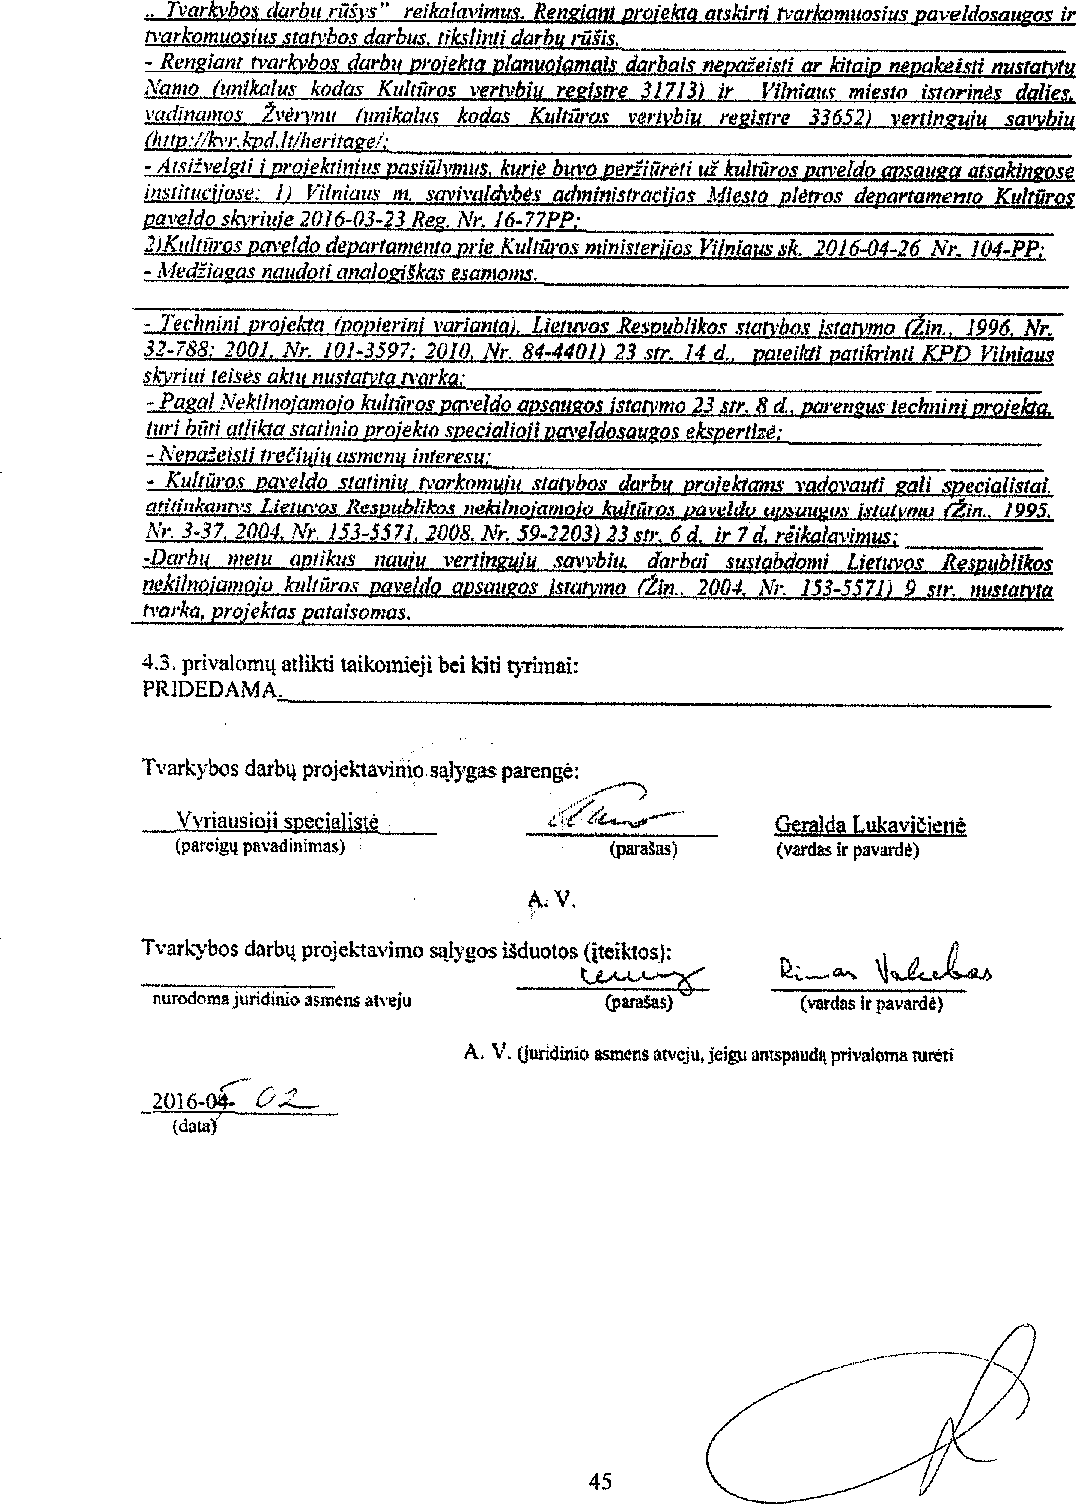 „ Tvarkybos darbų rūšys" reikalavimus. Rengiant projektą atskirti tvarkomuosius paveldosaugos ir
tvarkomuosius statybos darbus, tikslinti darbų rūšis.
- Rengiant tvarkybos darbų projektą planuojamais darbais nepažeisti ar kitaip nepakeisti nustatytų
Namo (unikalus kodas Kultūros vertybių registre 31713) ir Vilniaus miesto istorinės dalies,
vadinamos Žvėrynu (unikalus kodas Kultūros vertybių registre 33652) vertingųjų savybių
(http://kvr.kpd.lt/heritage/;
- Atsižvelgti į projektinius pasiūlymus, kurie buvo peržiūrėti už kultūros paveldo apsaugą atsakingose
institucijose: 1) Vilniaus m. savivaldybės administracijos Miesto plėtros departamento Kultūros
paveldo skyriuje 2016-03-23 Reg. Nr. 16-77PP;
2)Kultūros paveldo departamento prie Kultūros ministerijos Vilniaus sk. 2016-04-26 Nr. 104-PP;
- Medžiagas naudoti analogiškas esamoms.
- Techninį projektą (popierinį variantą), Lietuvos Respublikos statybos įstatymo (Žin., 1996, Nr.
32-788; 2001, Nr. 101-3597; 2010, Nr. 84-4401) 23 str. 14 d., pateikti patikrinti KPD Vilniaus
skyriui teisės aktų nustatyta tvarka;
- Pagal Nekilnojamojo kultūros paveldo apsaugos įstatymo 23 str. 8 d., parengus techninį projektą,
turi būti atlikta statinio projekto specialioji paveldosaugos ekspertizė;
- Nepažeisti trečiųjų asmenų interesų;
- Kultūros paveldo statinių tvarkomųjų statybos darbų projektams vadovauti gali specialistai,
atitinkantys Lietuvos Respublikos nekilnojamojo kultūros paveldo apsaugos įstatymo (Žin., 1995,
Nr. 3-37, 2004, Nr. 153-5571, 2008, Nr. 59-2203) 23 str. 6 d. ir 7 d. reikalavimus;
-Darbų metu aptikus naujų vertingųjų savybių, darbai sustabdomi Lietuvos Respublikos
nekilnojamojo kultūros paveldo apsaugos įstatymo (Žin., 2004, Nr. 153-5571) 9 str. nustatyta
tvarka, projektas pataisomas.
4.3. privalomų atlikti taikomieji bei kiti tyrimai:
PRIDEDAMA.
Tvarkybos darbų projektavimo sąlygas parengė:
Vyriausioji specialistė Geralda Lukavičienė
(pareigų pavadinimas) (parašas) (vardas ir pavardė)
A. V.
Tvarkybos darbų projektavimo sąlygos išduotos (įteiktos):
Rimas
nurodoma juridinio asmens atveju (parašas) (vardas ir pavardė)
A. V. (juridinio asmens atveju, jeigu antspaudą privaloma turėti
2016-05-02
(data)
45